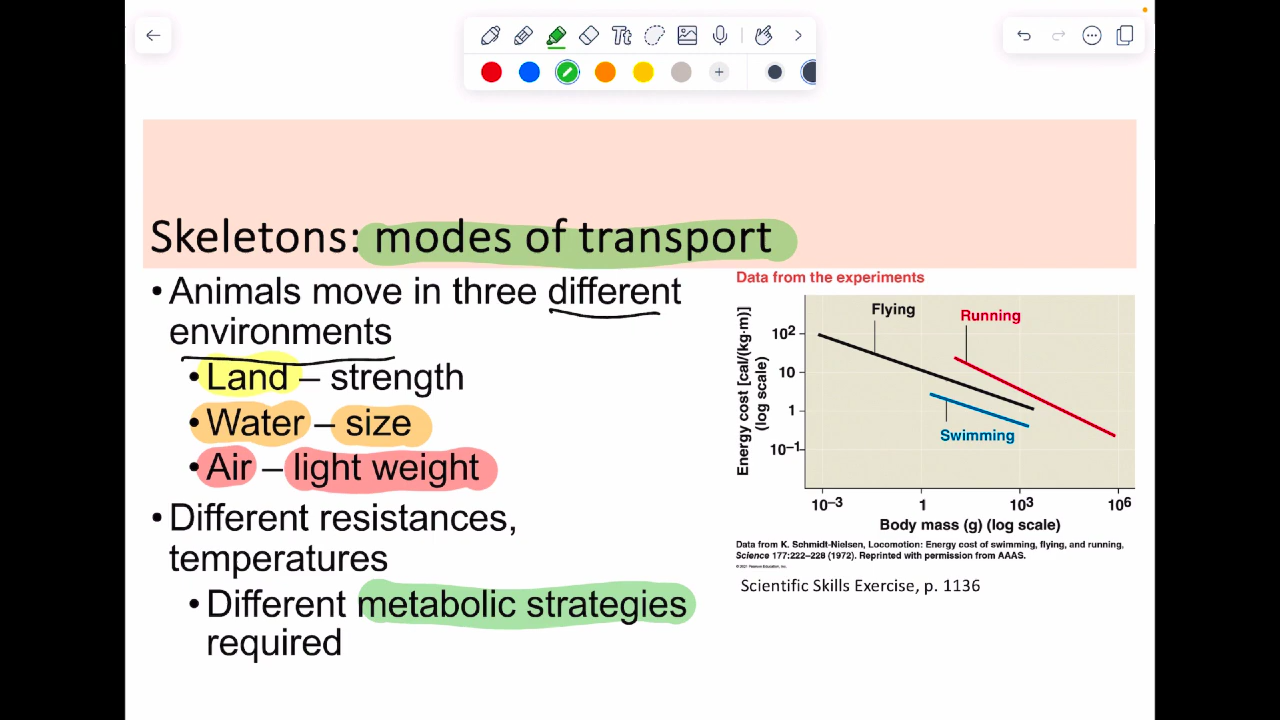 Skeletons: modes of transport
• Animals move in three different
environments
• Land – strength
• Water – size
• Air – light weight
• Different resistances,
temperatures
• Different metabolic strategies
required
Data from the experiments
Energy cost [cal/(kg·m)]
(log scale)
10²
10
1
10⁻¹
Flying
Running
Swimming
10⁻³
1
10³
10⁶
Body mass (g) (log scale)
Data from K. Schmidt-Nielsen, Locomotion: Energy cost of swimming, flying, and running,
Science 177:222–228 (1972). Reprinted with permission from AAAS.
© 2021 Pearson Education, Inc.
Scientific Skills Exercise, p. 1136